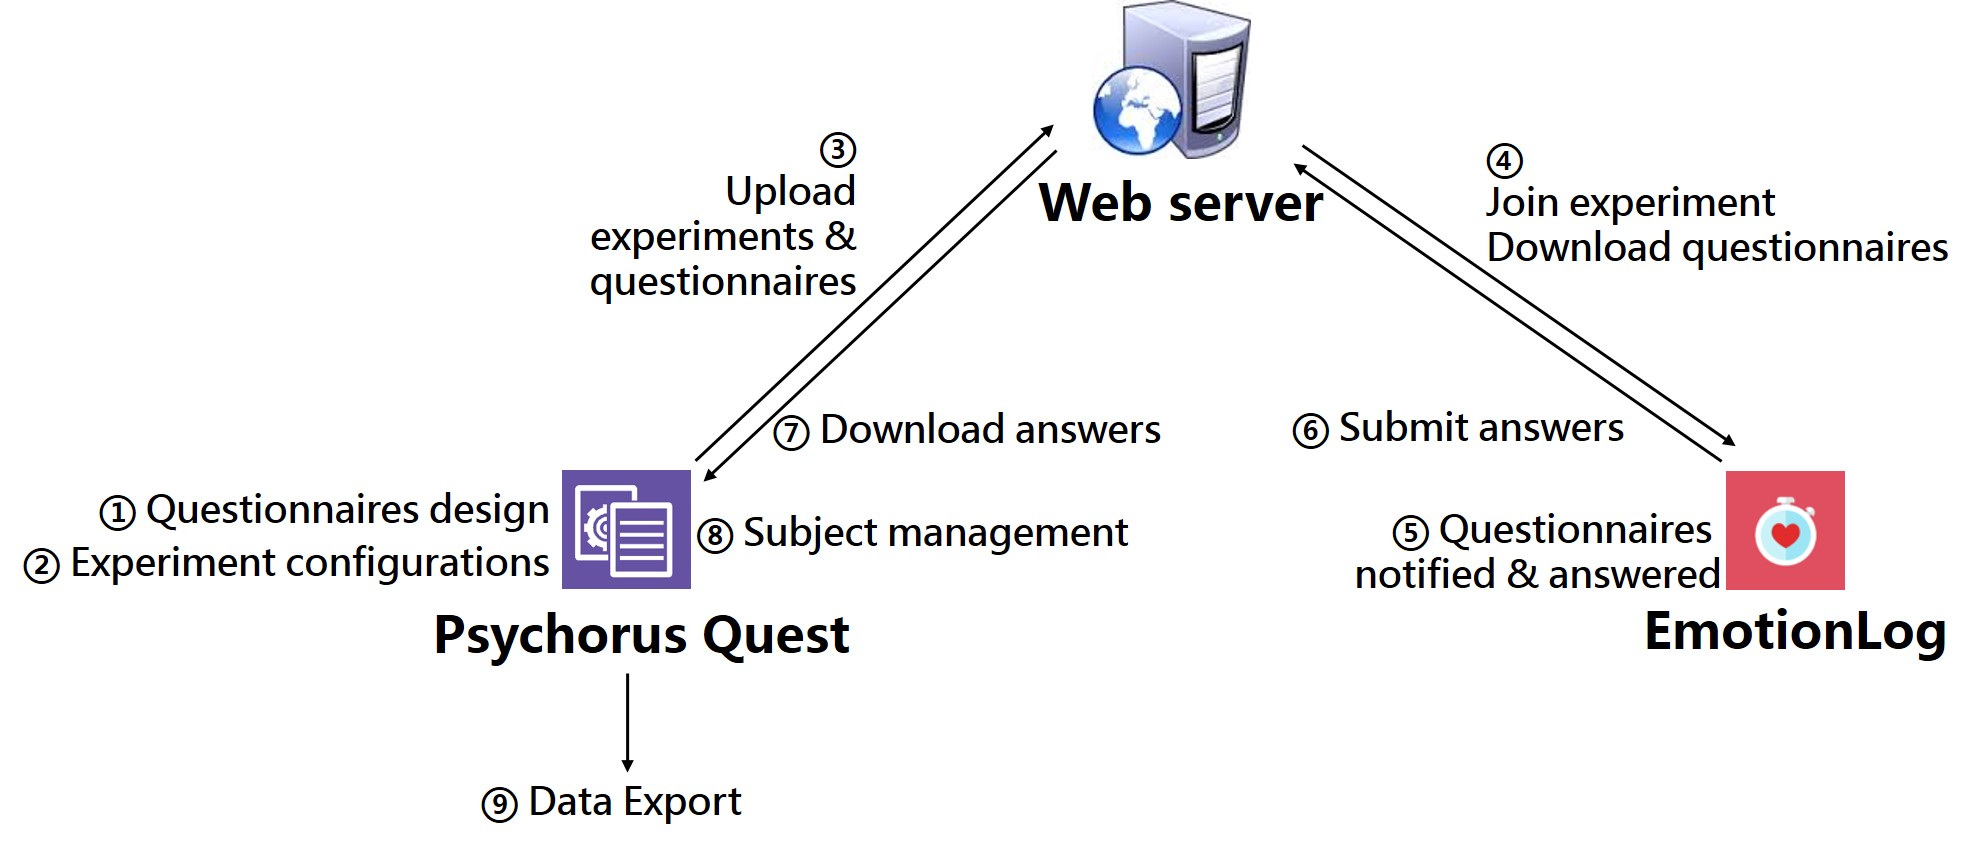 ③
Upload
experiments &
questionnaires
Web server
④
Join experiment
Download questionnaires
⑦ Download answers
⑥ Submit answers
① Questionnaires design
② Experiment configurations
⑧ Subject management
⑤ Questionnaires
notified & answered
Psychorus Quest
EmotionLog
⑨ Data Export